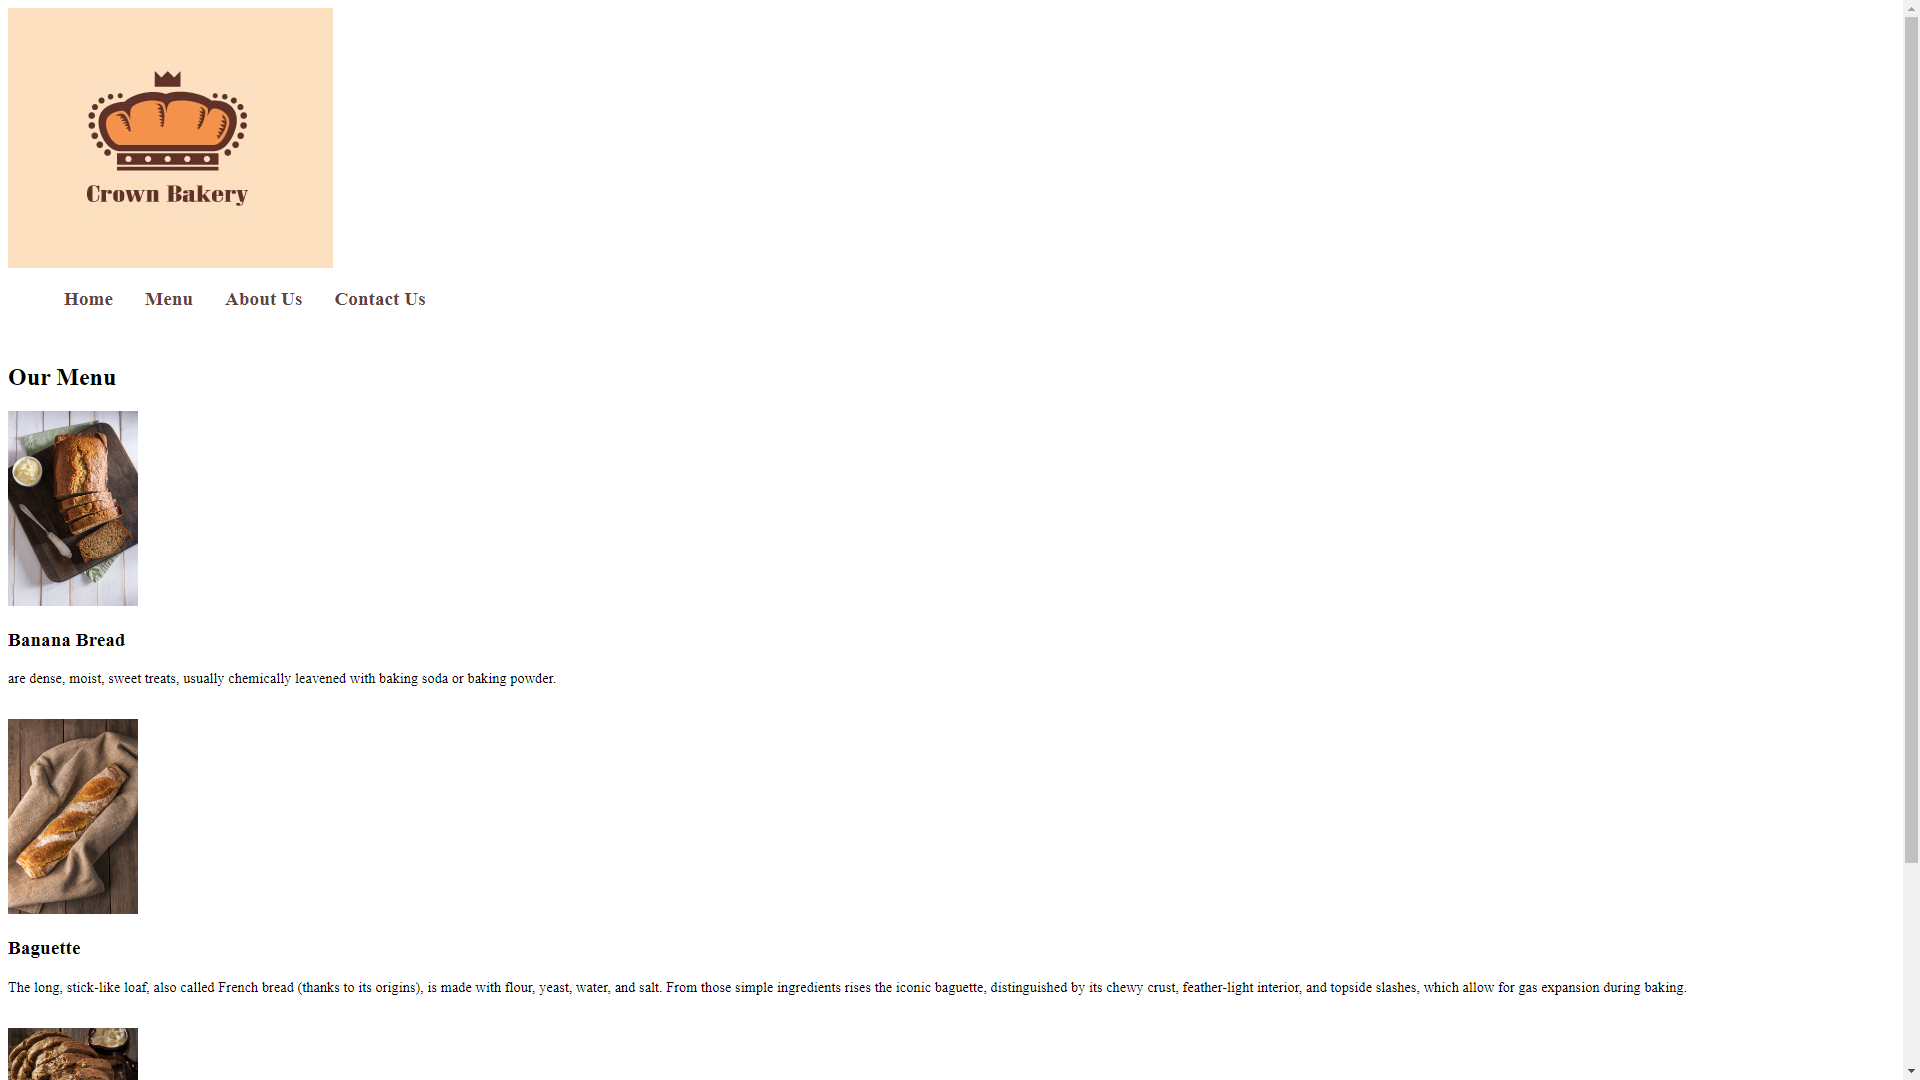 Crown Bakery
Home Menu About Us Contact Us
Our Menu
Banana Bread
are dense, moist, sweet treats, usually chemically leavened with baking soda or baking powder.
Baguette
The long, stick-like loaf, also called French bread (thanks to its origins), is made with flour, yeast, water, and salt. From those simple ingredients rises the iconic baguette, distinguished by its chewy crust, feather-light interior, and topside slashes, which allow for gas expansion during baking.